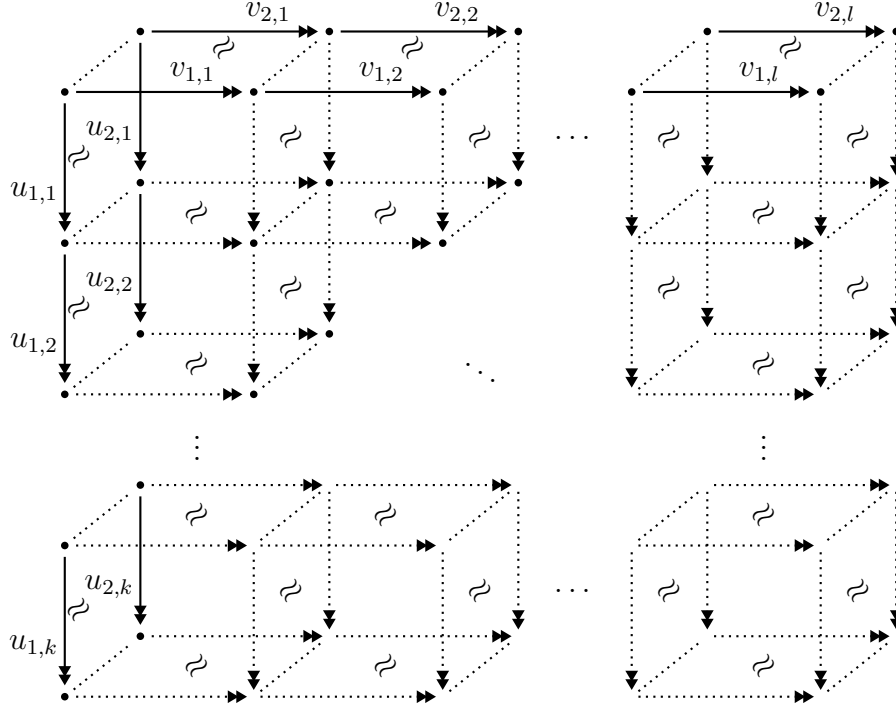 v_{2,1} v_{2,2} v_{2,l}
≈ ≈ ≈
v_{1,1} v_{1,2} v_{1,l}
u_{2,1}
≈ ≈ ≈ ⋯ ≈ ≈
u_{1,1}
≈ ≈ ≈
u_{2,2}
≈ ≈ ≈ ≈
u_{1,2}
≈ ⋱ ≈
⋮ ⋮
≈ ≈ ≈
u_{2,k}
≈ ≈ ≈ ⋯ ≈ ≈
u_{1,k}
≈ ≈ ≈